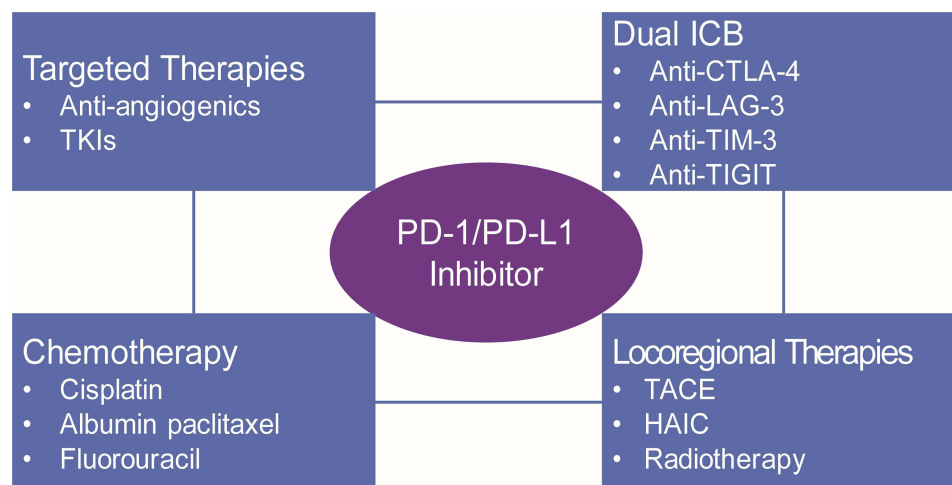 Targeted Therapies
• Anti-angiogenics
• TKIs
Dual ICB
• Anti-CTLA-4
• Anti-LAG-3
• Anti-TIM-3
• Anti-TIGIT
PD-1/PD-L1
Inhibitor
Chemotherapy
• Cisplatin
• Albumin paclitaxel
• Fluorouracil
Locoregional Therapies
• TACE
• HAIC
• Radiotherapy